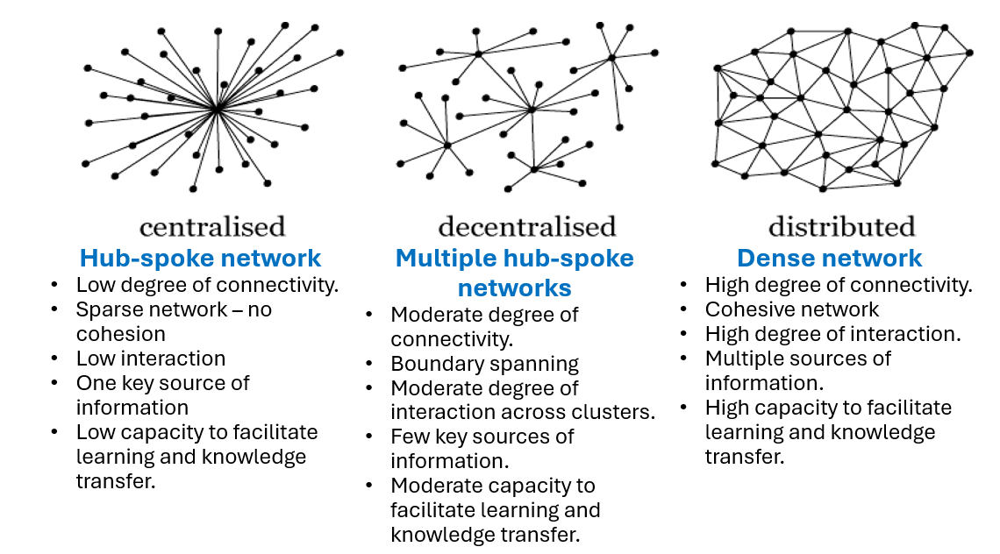 centralised
Hub-spoke network
• Low degree of connectivity.
• Sparse network – no
cohesion
• Low interaction
• One key source of
information
• Low capacity to facilitate
learning and knowledge
transfer.
decentralised
Multiple hub-spoke
networks
• Moderate degree of
connectivity.
• Boundary spanning
• Moderate degree of
interaction across clusters.
• Few key sources of
information.
• Moderate capacity to
facilitate learning and
knowledge transfer.
distributed
Dense network
• High degree of connectivity.
• Cohesive network
• High degree of interaction.
• Multiple sources of
information.
• High capacity to facilitate
learning and knowledge
transfer.